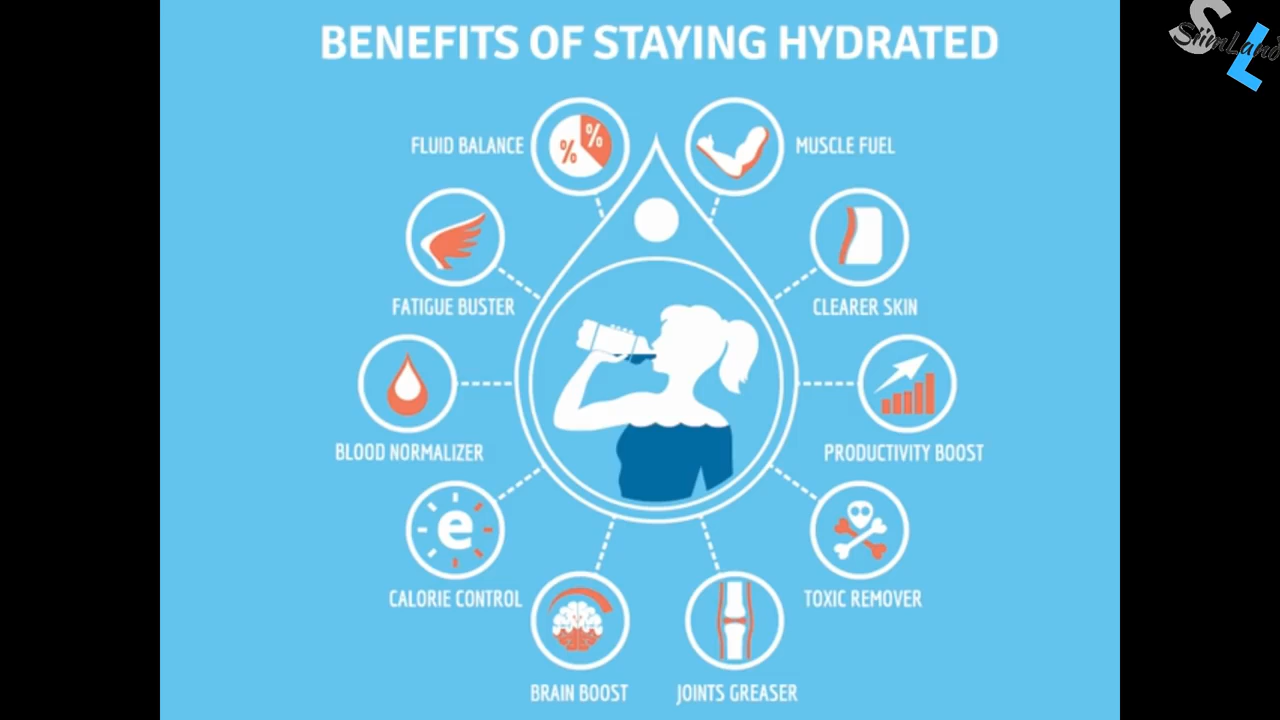 BENEFITS OF STAYING HYDRATED
FLUID BALANCE
MUSCLE FUEL
FATIGUE BUSTER
CLEARER SKIN
BLOOD NORMALIZER
PRODUCTIVITY BOOST
CALORIE CONTROL
TOXIC REMOVER
BRAIN BOOST
JOINTS GREASER
% %
e
S L